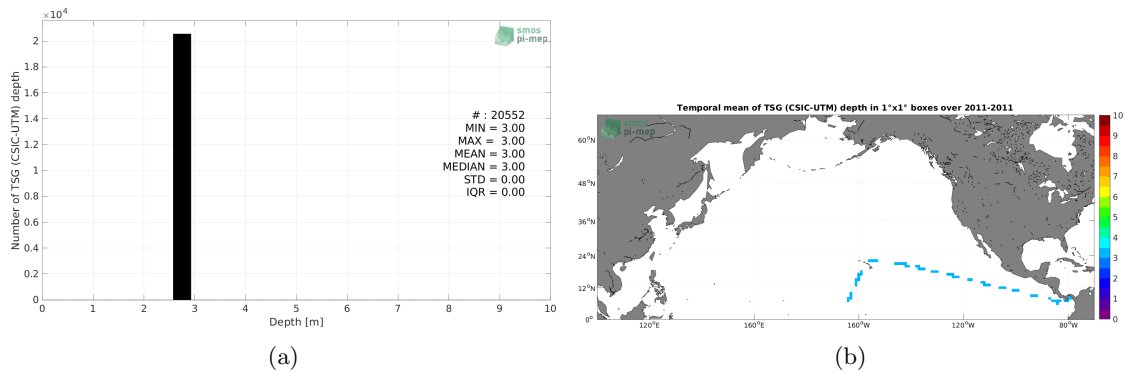 ×10⁴
smos
pi-mep
2
1.8
1.6
1.4
1.2
1
0.8
0.6
0.4
0.2
0
Number of TSG (CSIC-UTM) depth
# : 20552
MIN = 3.00
MAX = 3.00
MEAN = 3.00
MEDIAN = 3.00
STD = 0.00
IQR = 0.00
0 1 2 3 4 5 6 7 8 9 10
Depth [m]
(a)
Temporal mean of TSG (CSIC-UTM) depth in 1°x1° boxes over 2011-2011
smos
pi-mep
60°N
48°N
36°N
24°N
12°N
0°
120°E 160°E 160°W 120°W 80°W
10
9
8
7
6
5
4
3
2
1
0
(b)